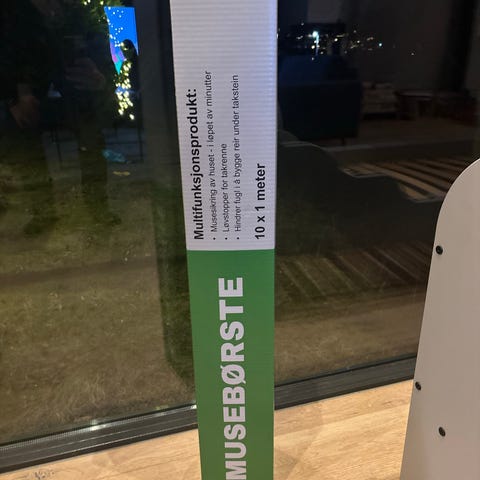 Multifunksjonsprodukt:
• Musesikring av huset - i løpet av minutter
• Løvstopper for takrenne
• Hindrer fugl i å bygge reir under takstein
10 x 1 meter
MUSEBØRSTE